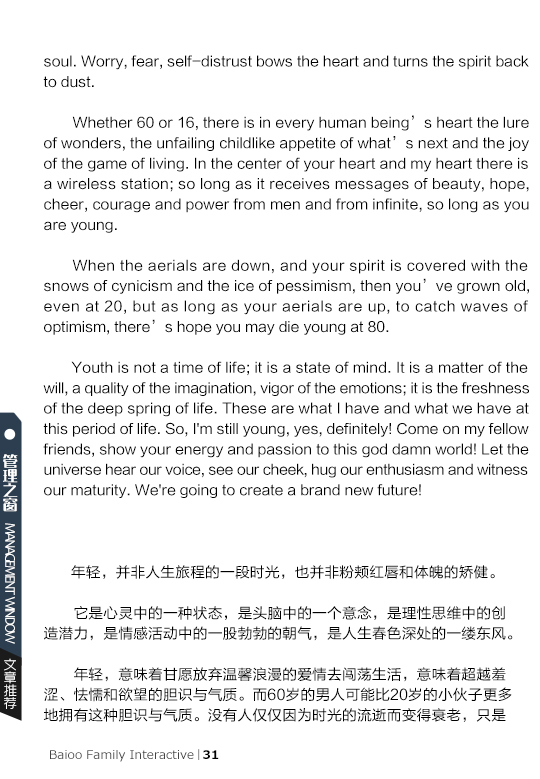 soul. Worry, fear, self-distrust bows the heart and turns the spirit back
to dust.
Whether 60 or 16, there is in every human being’s heart the lure
of wonders, the unfailing childlike appetite of what’s next and the joy
of the game of living. In the center of your heart and my heart there is
a wireless station; so long as it receives messages of beauty, hope,
cheer, courage and power from men and from infinite, so long as you
are young.
When the aerials are down, and your spirit is covered with the
snows of cynicism and the ice of pessimism, then you’ve grown old,
even at 20, but as long as your aerials are up, to catch waves of
optimism, there’s hope you may die young at 80.
Youth is not a time of life; it is a state of mind. It is a matter of the
will, a quality of the imagination, vigor of the emotions; it is the freshness
of the deep spring of life. These are what I have and what we have at
this period of life. So, I'm still young, yes, definitely! Come on my fellow
friends, show your energy and passion to this god damn world! Let the
universe hear our voice, see our cheek, hug our enthusiasm and witness
our maturity. We're going to create a brand new future!
年轻，并非人生旅程的一段时光，也并非粉颊红唇和体魄的矫健。
它是心灵中的一种状态，是头脑中的一个意念，是理性思维中的创
造潜力，是情感活动中的一股勃勃的朝气，是人生春色深处的一缕东风。
年轻，意味着甘愿放弃温馨浪漫的爱情去闯荡生活，意味着超越羞
涩、怯懦和欲望的胆识与气质。而60岁的男人可能比20岁的小伙子更多
地拥有这种胆识与气质。没有人仅仅因为时光的流逝而变得衰老，只是
管理之窗 MANAGEMENT WINDOW
文章推荐
Baioo Family Interactive | 31